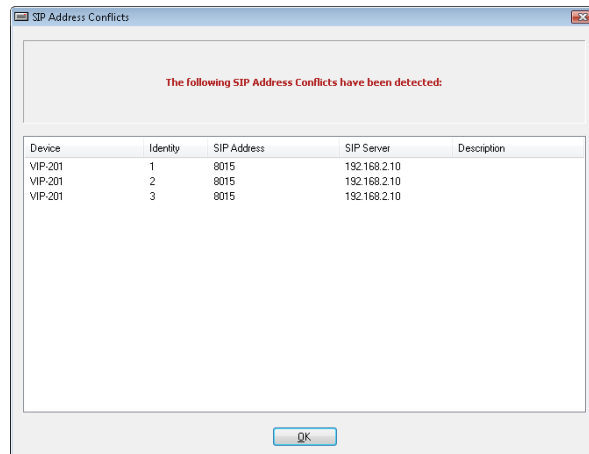 SIP Address Conflicts
The following SIP Address Conflicts have been detected:
Device Identity SIP Address SIP Server Description
VIP-201 1 8015 192.168.2.10
VIP-201 2 8015 192.168.2.10
VIP-201 3 8015 192.168.2.10
OK